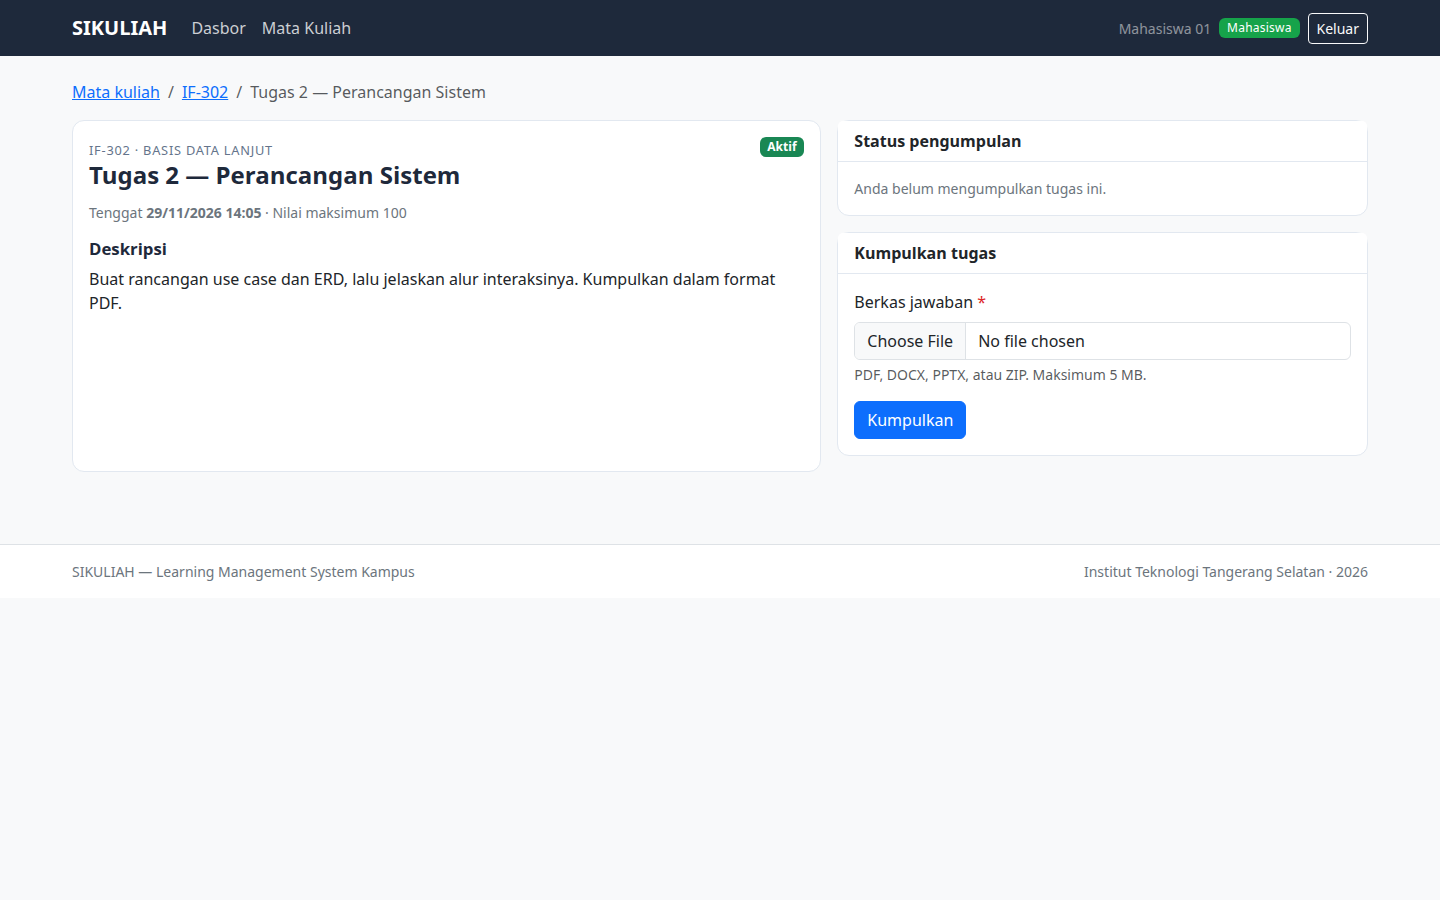 SIKULIAH Dasbor Mata Kuliah Mahasiswa 01 Mahasiswa Keluar
Mata kuliah / IF-302 / Tugas 2 — Perancangan Sistem
IF-302 · BASIS DATA LANJUT Aktif
Tugas 2 — Perancangan Sistem
Tenggat 29/11/2026 14:05 · Nilai maksimum 100
Deskripsi
Buat rancangan use case dan ERD, lalu jelaskan alur interaksinya. Kumpulkan dalam format
PDF.
Status pengumpulan
Anda belum mengumpulkan tugas ini.
Kumpulkan tugas
Berkas jawaban *
Choose File No file chosen
PDF, DOCX, PPTX, atau ZIP. Maksimum 5 MB.
Kumpulkan
SIKULIAH — Learning Management System Kampus Institut Teknologi Tangerang Selatan · 2026